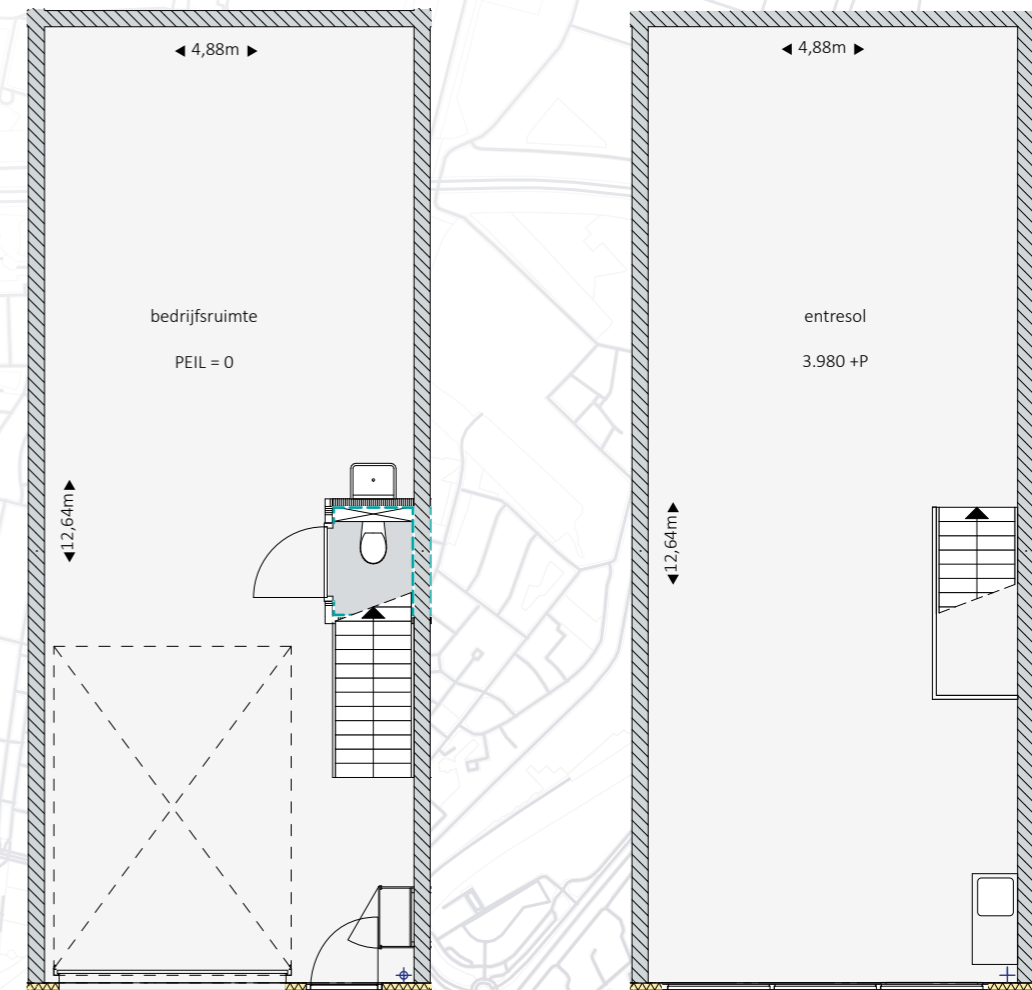 4,88m
bedrijfsruimte
PEIL = 0
12,64m
4,88m
entresol
3.980 +P
12,64m